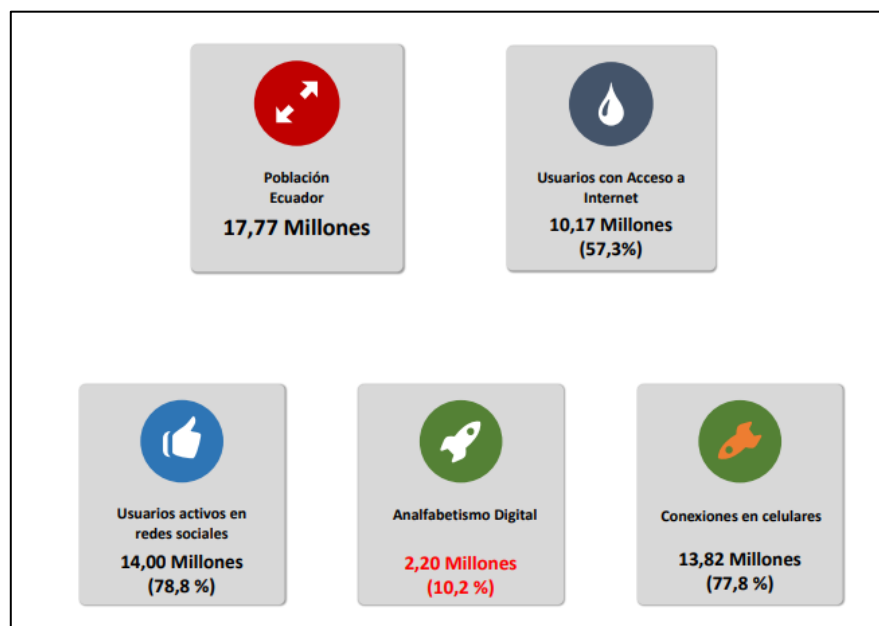 Población
Ecuador
17,77 Millones
Usuarios con Acceso a
Internet
10,17 Millones
(57,3%)
Usuarios activos en
redes sociales
14,00 Millones
(78,8 %)
Analfabetismo Digital
2,20 Millones
(10,2 %)
Conexiones en celulares
13,82 Millones
(77,8 %)